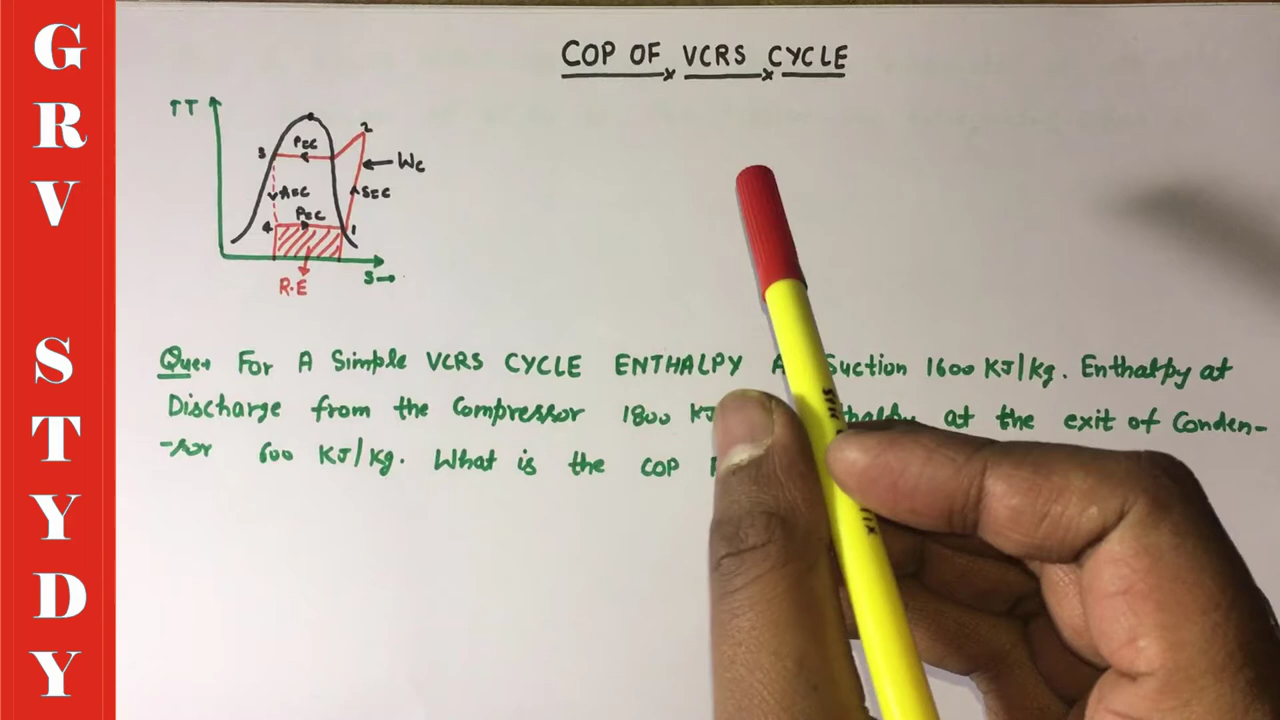 GRV STYDY
COP OF VCRS CYCLE
↑T
2
3
PEC
WC
AEC
SEC
4
PEC
1
R.E
S→
Que: FOR A Simple VCRS CYCLE ENTHALPY Suction 1600 KJ/kg. Enthalpy at
Discharge from the Compressor 1800 at the exit of Conden-
-sor 600 KJ/kg. What is the COP